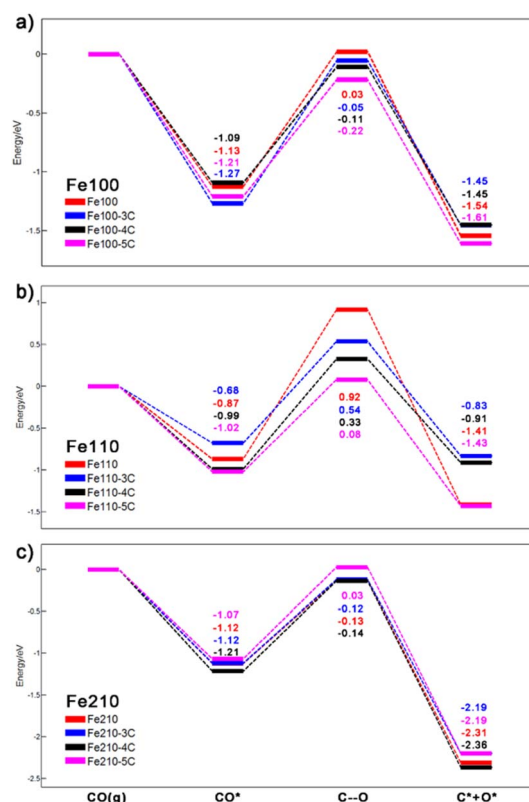 a)
0
-0.5
-1
-1.5
Energy/eV
0.03
-0.05
-0.11
-0.22
-1.09
-1.13
-1.21
-1.27
-1.45
-1.45
-1.54
-1.61
Fe100
Fe100
Fe100-3C
Fe100-4C
Fe100-5C
b)
1
0.5
0
-0.5
-1
-1.5
Energy/eV
-0.68
-0.87
-0.99
-1.02
0.92
0.54
0.33
0.08
-0.83
-0.91
-1.41
-1.43
Fe110
Fe110
Fe110-3C
Fe110-4C
Fe110-5C
c)
0
-0.5
-1
-1.5
-2
-2.5
Energy/eV
-1.07
-1.12
-1.12
-1.21
0.03
-0.12
-0.13
-0.14
-2.19
-2.19
-2.31
-2.36
Fe210
Fe210
Fe210-3C
Fe210-4C
Fe210-5C
CO(g) CO* C--O C*+O*